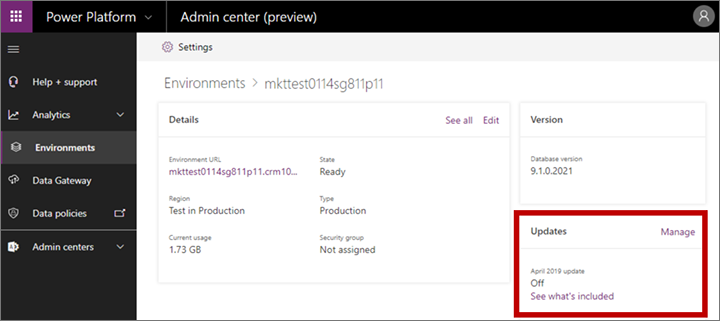 Power Platform
Admin center (preview)
Settings
Help + support
Analytics
Environments
Data Gateway
Data policies
Admin centers
Environments > mkttest0114sg811p11
Details
See all
Edit
Environment URL
mkttest0114sg811p11.crm10...
State
Ready
Region
Test in Production
Type
Production
Current usage
1.73 GB
Security group
Not assigned
Version
Database version
9.1.0.2021
Updates
Manage
April 2019 update
Off
See what's included